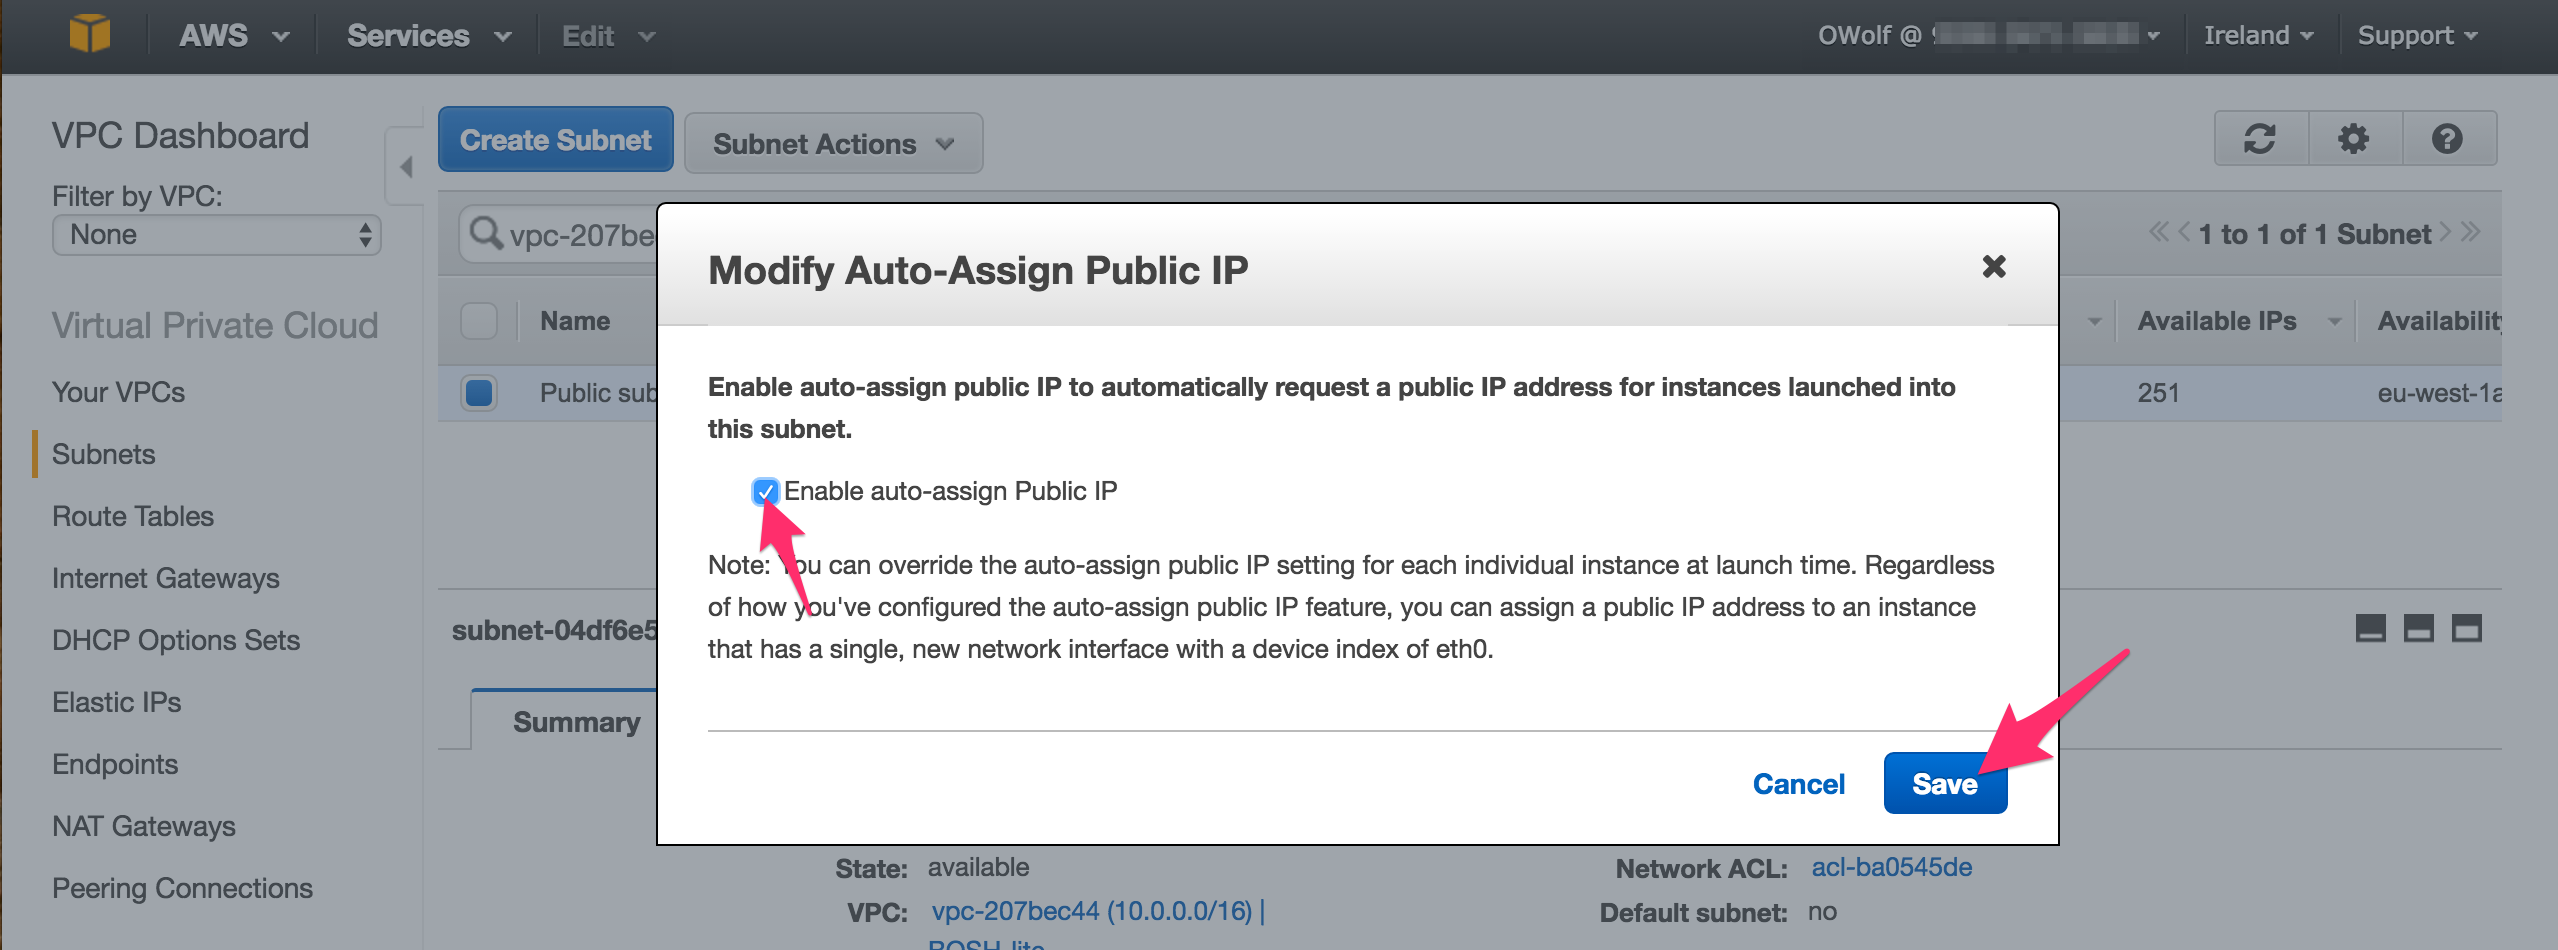 AWS Services Edit OWolf @ Ireland Support
VPC Dashboard
Filter by VPC:
None
Virtual Private Cloud
Your VPCs
Subnets
Route Tables
Internet Gateways
DHCP Options Sets
Elastic IPs
Endpoints
NAT Gateways
Peering Connections
Create Subnet Subnet Actions
vpc-207be
1 to 1 of 1 Subnet
Name Available IPs Availability
Public sub 251 eu-west-1a
Modify Auto-Assign Public IP
Enable auto-assign public IP to automatically request a public IP address for instances launched into
this subnet.
Enable auto-assign Public IP
Note: You can override the auto-assign public IP setting for each individual instance at launch time. Regardless
of how you've configured the auto-assign public IP feature, you can assign a public IP address to an instance
that has a single, new network interface with a device index of eth0.
Cancel Save
subnet-04df6e5
Summary
State: available
VPC: vpc-207bec44 (10.0.0.0/16) |
BOSH-lite
Network ACL: acl-ba0545de
Default subnet: no